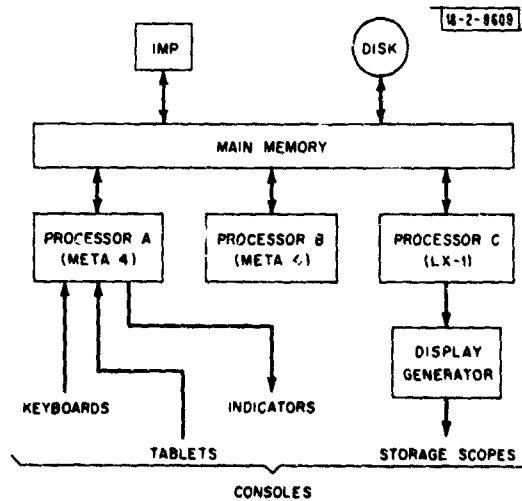 18-2-8609
IMP
DISK
MAIN MEMORY
PROCESSOR A
(META 4)
PROCESSOR B
(META 4)
PROCESSOR C
(LX-1)
DISPLAY
GENERATOR
KEYBOARDS
INDICATORS
TABLETS
STORAGE SCOPES
CONSOLES